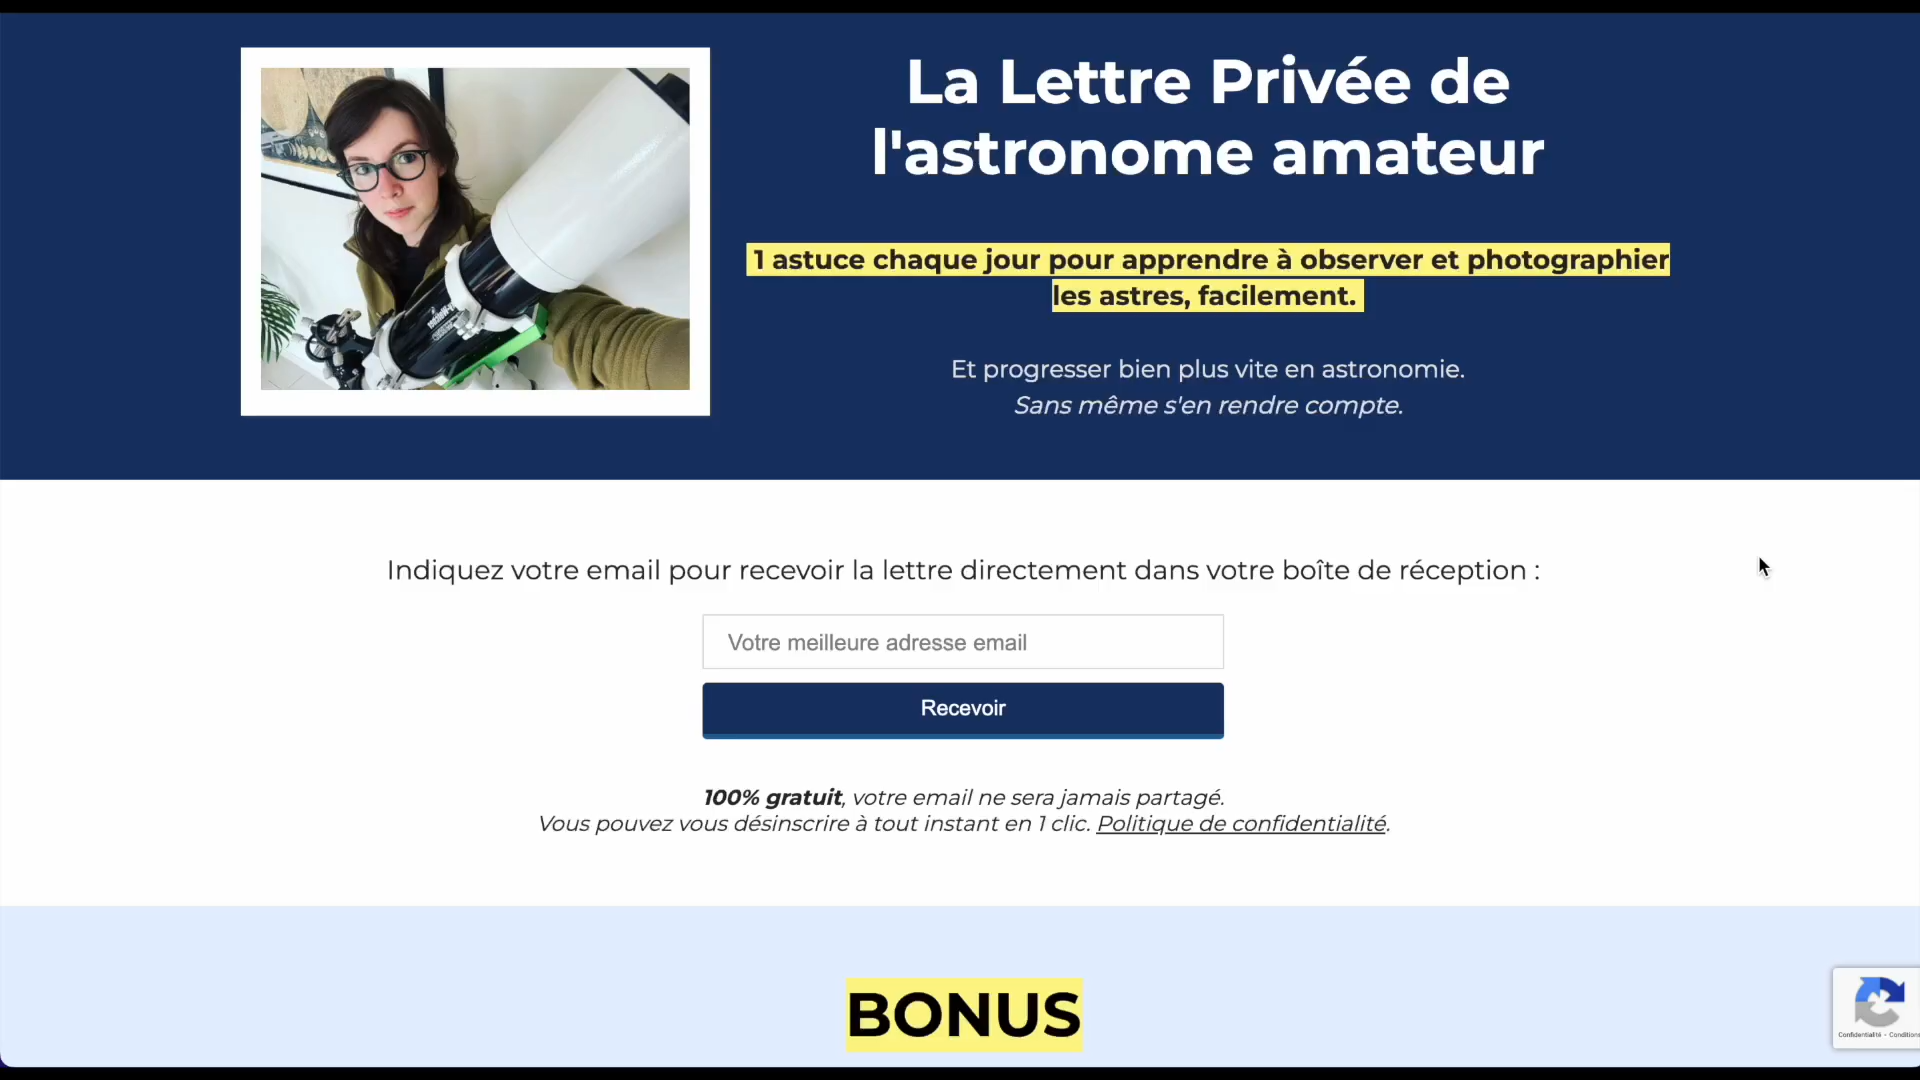 La Lettre Privée de
l'astronome amateur
1 astuce chaque jour pour apprendre à observer et photographier
les astres, facilement.
Et progresser bien plus vite en astronomie.
Sans même s'en rendre compte.
Indiquez votre email pour recevoir la lettre directement dans votre boîte de réception :
Votre meilleure adresse email
Recevoir
100% gratuit, votre email ne sera jamais partagé.
Vous pouvez vous désinscrire à tout instant en 1 clic. Politique de confidentialité.
BONUS
Confidentialité - Conditions